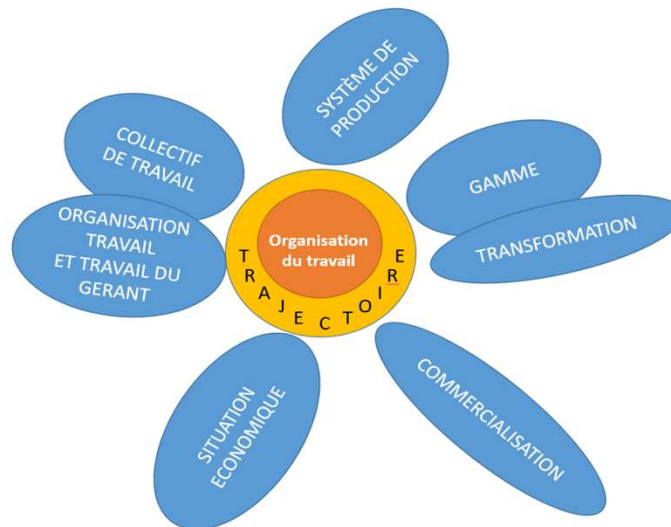 SYSTÈME DE
PRODUCTION
COLLECTIF
DE TRAVAIL
GAMME
ORGANISATION
TRAVAIL
ET TRAVAIL DU
GERANT
TRANSFORMATION
Organisation
du travail
TRAJECTOIRE
SITUATION
ECONOMIQUE
COMMERCIALISATION